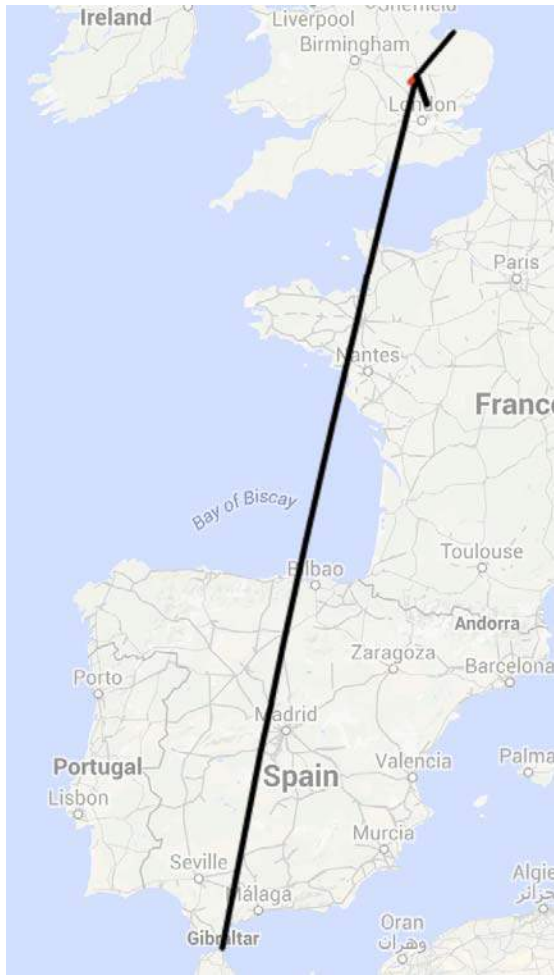 Ireland
Liverpool
Birmingham
London
Paris
Nantes
France
Bay of Biscay
Bilbao
Toulouse
Andorra
Zaragoza
Barcelona
Porto
Madrid
Portugal
Spain
Valencia
Palma
Lisbon
Murcia
Seville
Málaga
Algie
الجزائر
Gibraltar
Oran
وهران